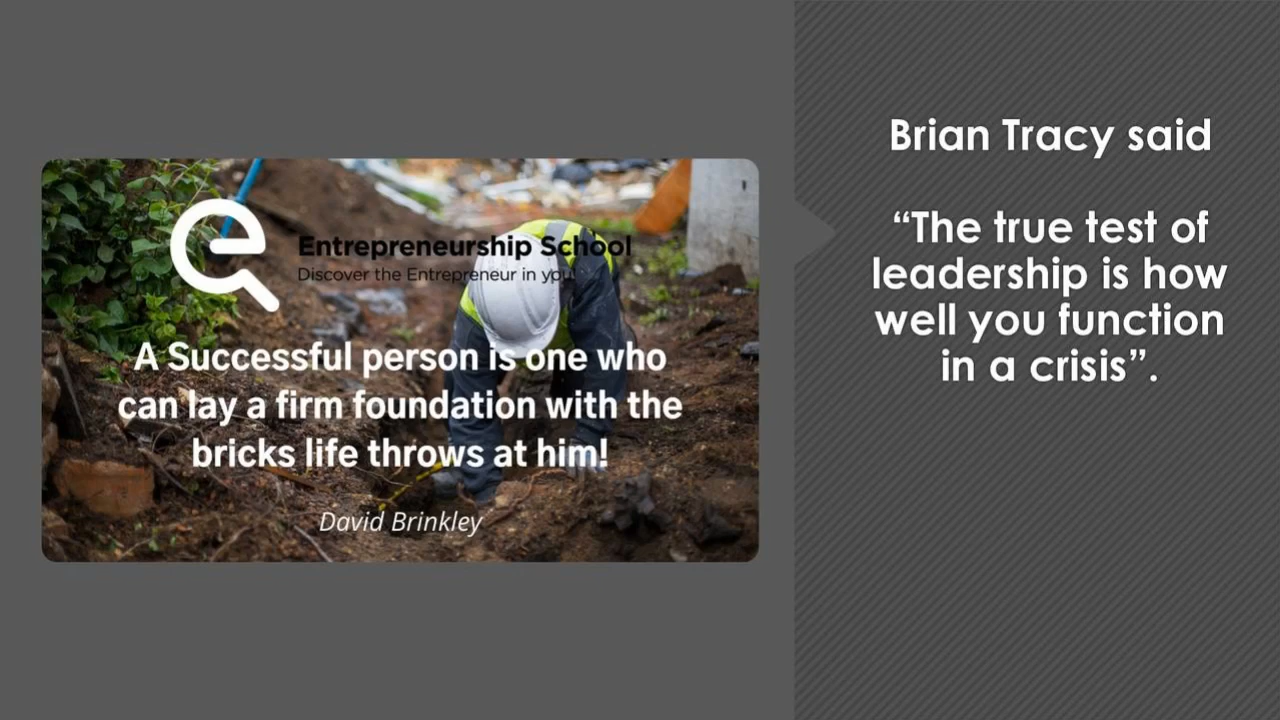 Entrepreneurship School
Discover the Entrepreneur in you!
A Successful person is one who
can lay a firm foundation with the
bricks life throws at him!
David Brinkley
Brian Tracy said
“The true test of
leadership is how
well you function
in a crisis”.